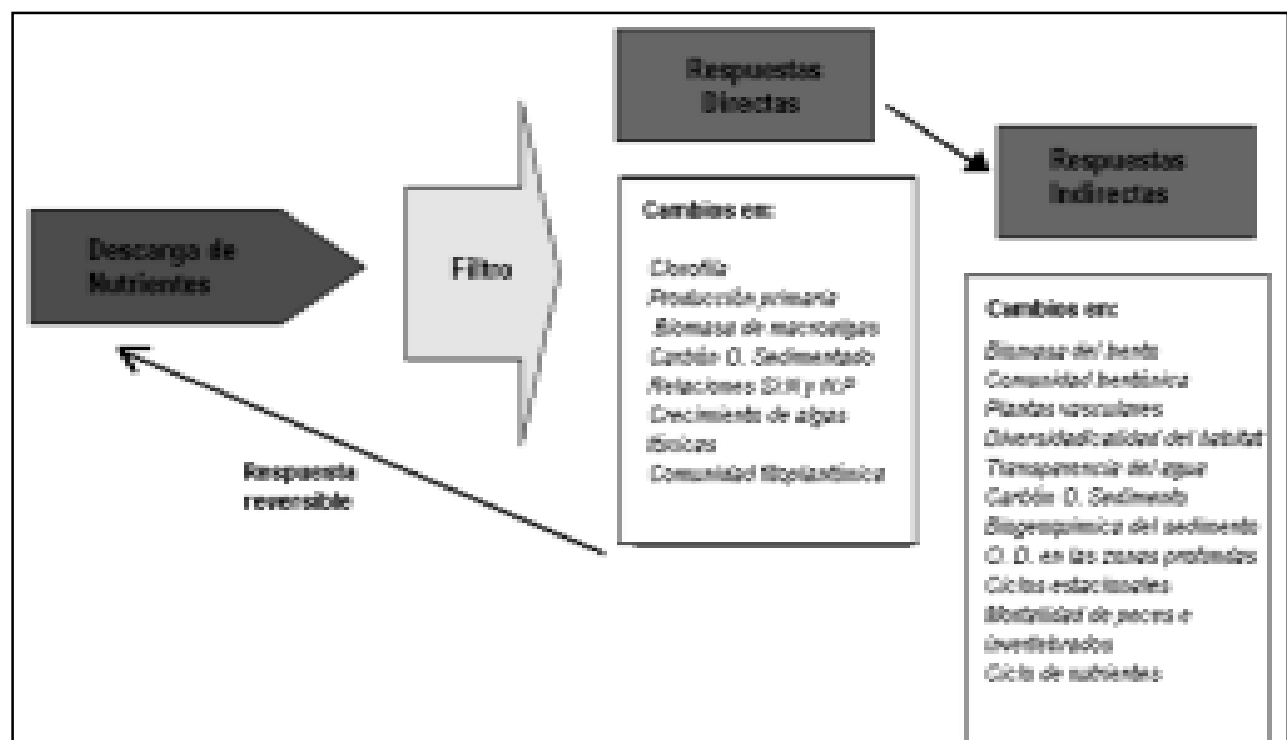 Respuestas
Directas
Respuestas
Indirectas
Descarga de
Nutrientes
Filtro
Cambios en:
Clorofila
Producción primaria
Biomasa de macroalgas
Carbón O. Sedimentado
Relaciones Si:N y N:P
Crecimiento de algas
tóxicas
Comunidad fitoplantónica
Respuesta
reversible
Cambios en:
Biomasa del bento
Comunidad bentónica
Plantas vasculares
Diversidad/calidad del habitat
Transparencia del agua
Carbón O. Sedimento
Biogeoquímica del sedimento
O. D. en las zonas profundas
Ciclos estacionales
Mortalidad de peces e
invertebrados
Ciclo de nutrientes